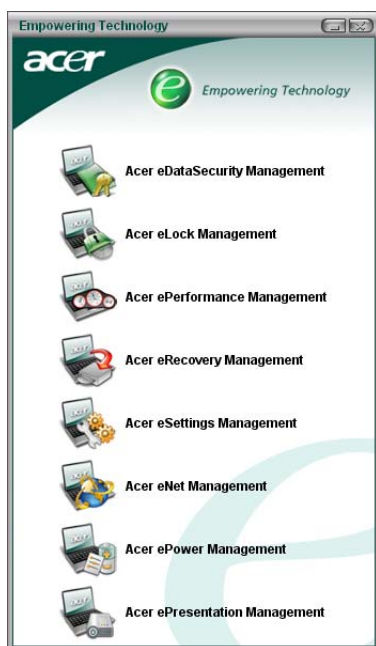 Empowering Technology
acer
e Empowering Technology
Acer eDataSecurity Management
Acer eLock Management
Acer ePerformance Management
Acer eRecovery Management
Acer eSettings Management
Acer eNet Management
Acer ePower Management
Acer ePresentation Management